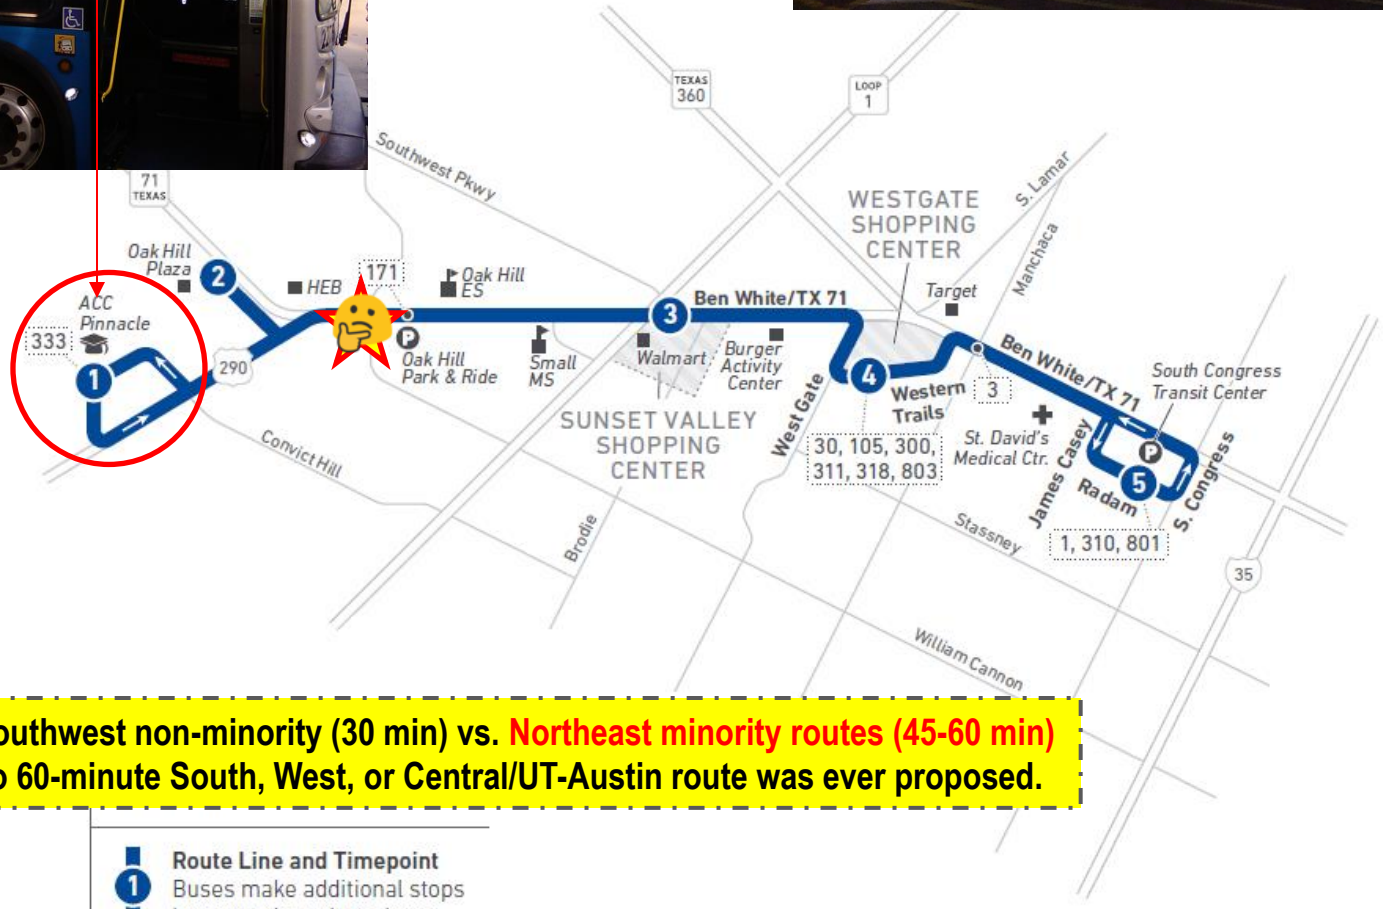 TEXAS
360
LOOP
1
Southwest Pkwy
71
TEXAS
S. Lamar
WESTGATE
SHOPPING
CENTER
Manchaca
Oak Hill
Plaza
2
HEB
171
Oak Hill
ES
Ben White/TX 71
Target
ACC
Pinnacle
333
1
290
P
Oak Hill
Park & Ride
Small
MS
3
Walmart
Burger
Activity
Center
4
Western
Trails
3
Ben White/TX 71
South Congress
Transit Center
West Gate
SUNSET VALLEY
SHOPPING
CENTER
30, 105, 300,
311, 318, 803
St. David's
Medical Ctr.
James Casey
P
5
Radam
S. Congress
1, 310, 801
Convict Hill
Brodie
Stassney
35
William Cannon
non-minority (30 min) vs. Northeast minority routes (45-60 min)
60-minute South, West, or Central/UT-Austin route was ever proposed.
Route Line and Timepoint
1
Buses make additional stops